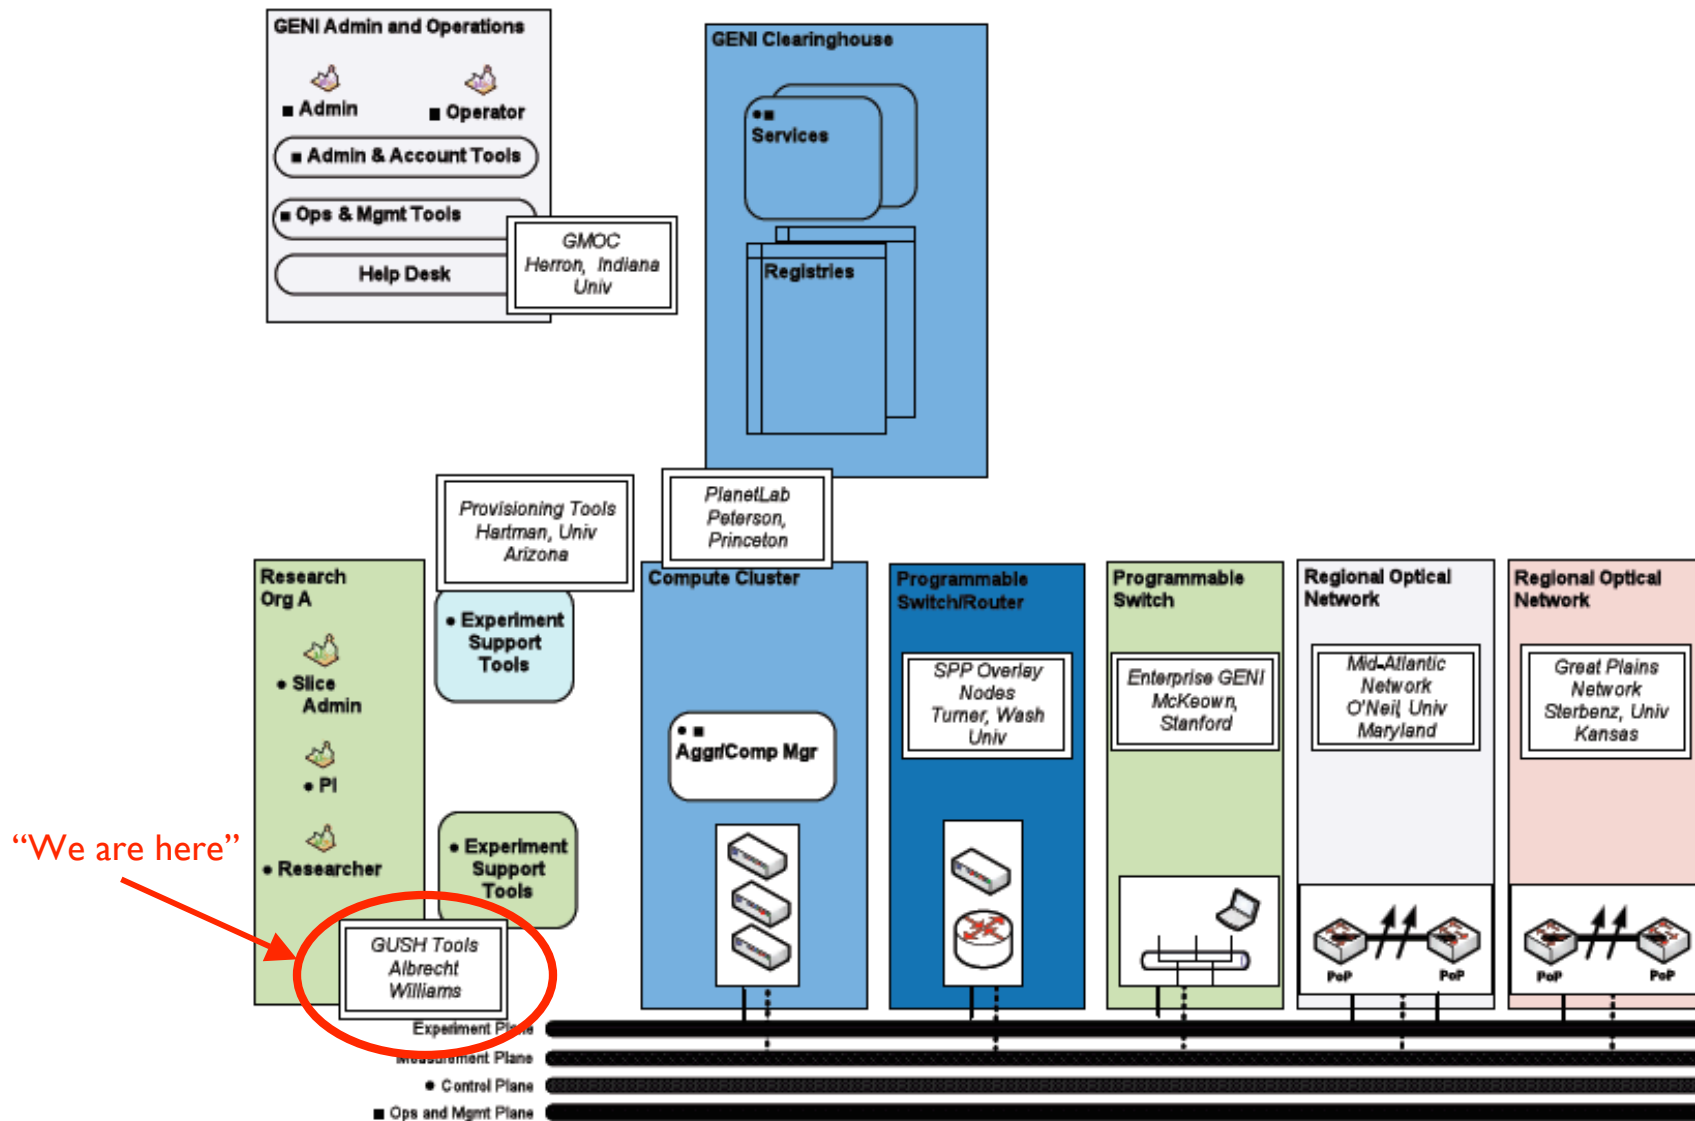 GENI Admin and Operations
■ Admin
■ Operator
■ Admin & Account Tools
■ Ops & Mgmt Tools
Help Desk
GMOC
Herron, Indiana
Univ
GENI Clearinghouse
●■
Services
Registries
Provisioning Tools
Hartman, Univ
Arizona
PlanetLab
Peterson,
Princeton
Research
Org A
● Slice
Admin
● PI
● Researcher
● Experiment
Support
Tools
● Experiment
Support
Tools
“We are here”
GUSH Tools
Albrecht
Williams
Compute Cluster
● ■
Aggr/Comp Mgr
Programmable
Switch/Router
SPP Overlay
Nodes
Turner, Wash
Univ
Programmable
Switch
Enterprise GENI
McKeown,
Stanford
Regional Optical
Network
Mid-Atlantic
Network
O'Neil, Univ
Maryland
PoP
PoP
Regional Optical
Network
Great Plains
Network
Sterbenz, Univ
Kansas
PoP
PoP
Experiment Plane
Measurement Plane
● Control Plane
■ Ops and Mgmt Plane